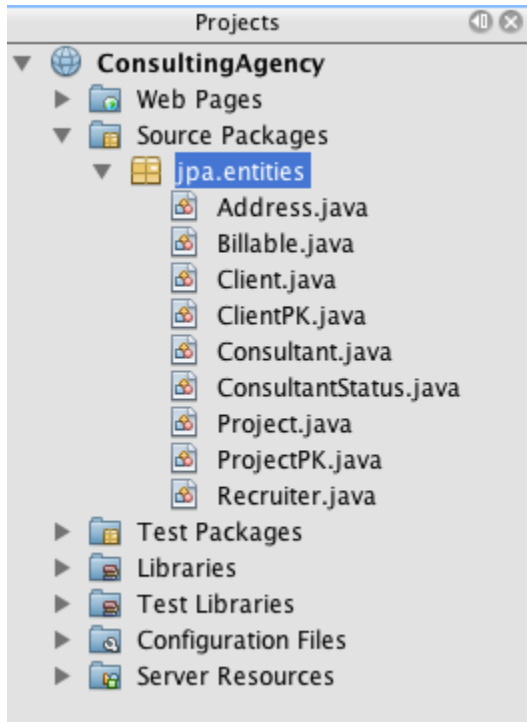 Projects
ConsultingAgency
Web Pages
Source Packages
jpa.entities
Address.java
Billable.java
Client.java
ClientPK.java
Consultant.java
ConsultantStatus.java
Project.java
ProjectPK.java
Recruiter.java
Test Packages
Libraries
Test Libraries
Configuration Files
Server Resources